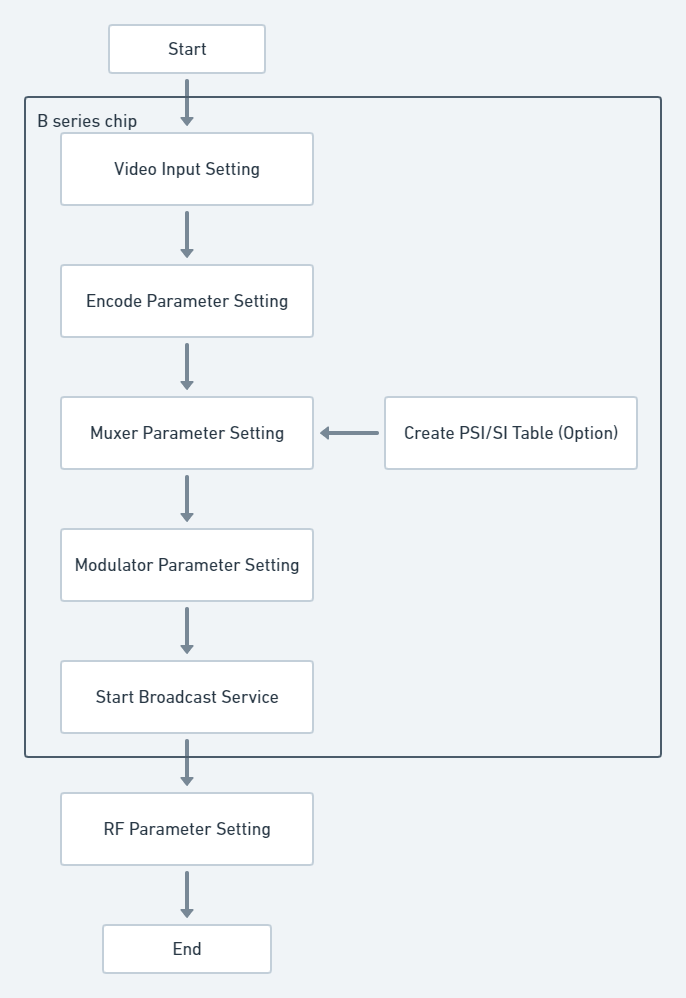 Start
B series chip
Video Input Setting
Encode Parameter Setting
Muxer Parameter Setting
Create PSI/SI Table (Option)
Modulator Parameter Setting
Start Broadcast Service
RF Parameter Setting
End